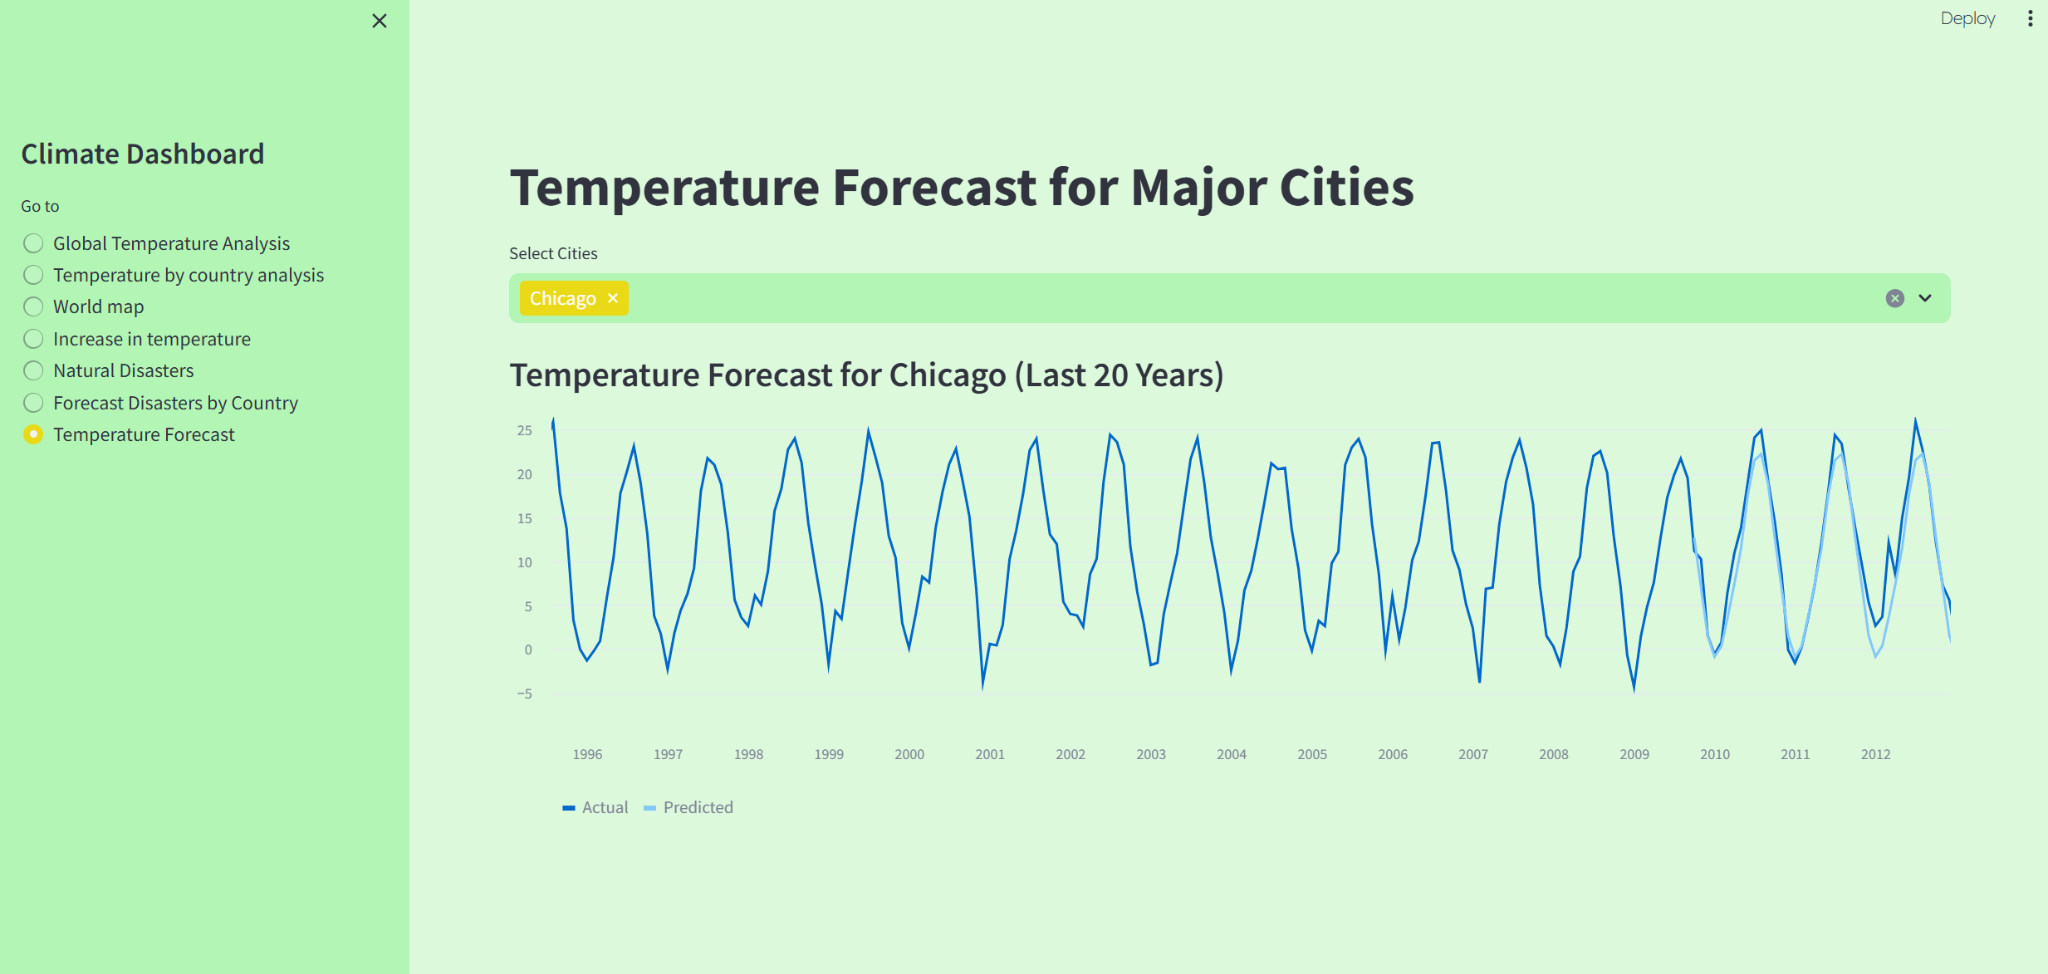 Deploy
Climate Dashboard
Go to
Global Temperature Analysis
Temperature by country analysis
World map
Increase in temperature
Natural Disasters
Forecast Disasters by Country
Temperature Forecast
Temperature Forecast for Major Cities
Select Cities
Chicago
Temperature Forecast for Chicago (Last 20 Years)
25
20
15
10
5
0
−5
1996 1997 1998 1999 2000 2001 2002 2003 2004 2005 2006 2007 2008 2009 2010 2011 2012
Actual Predicted